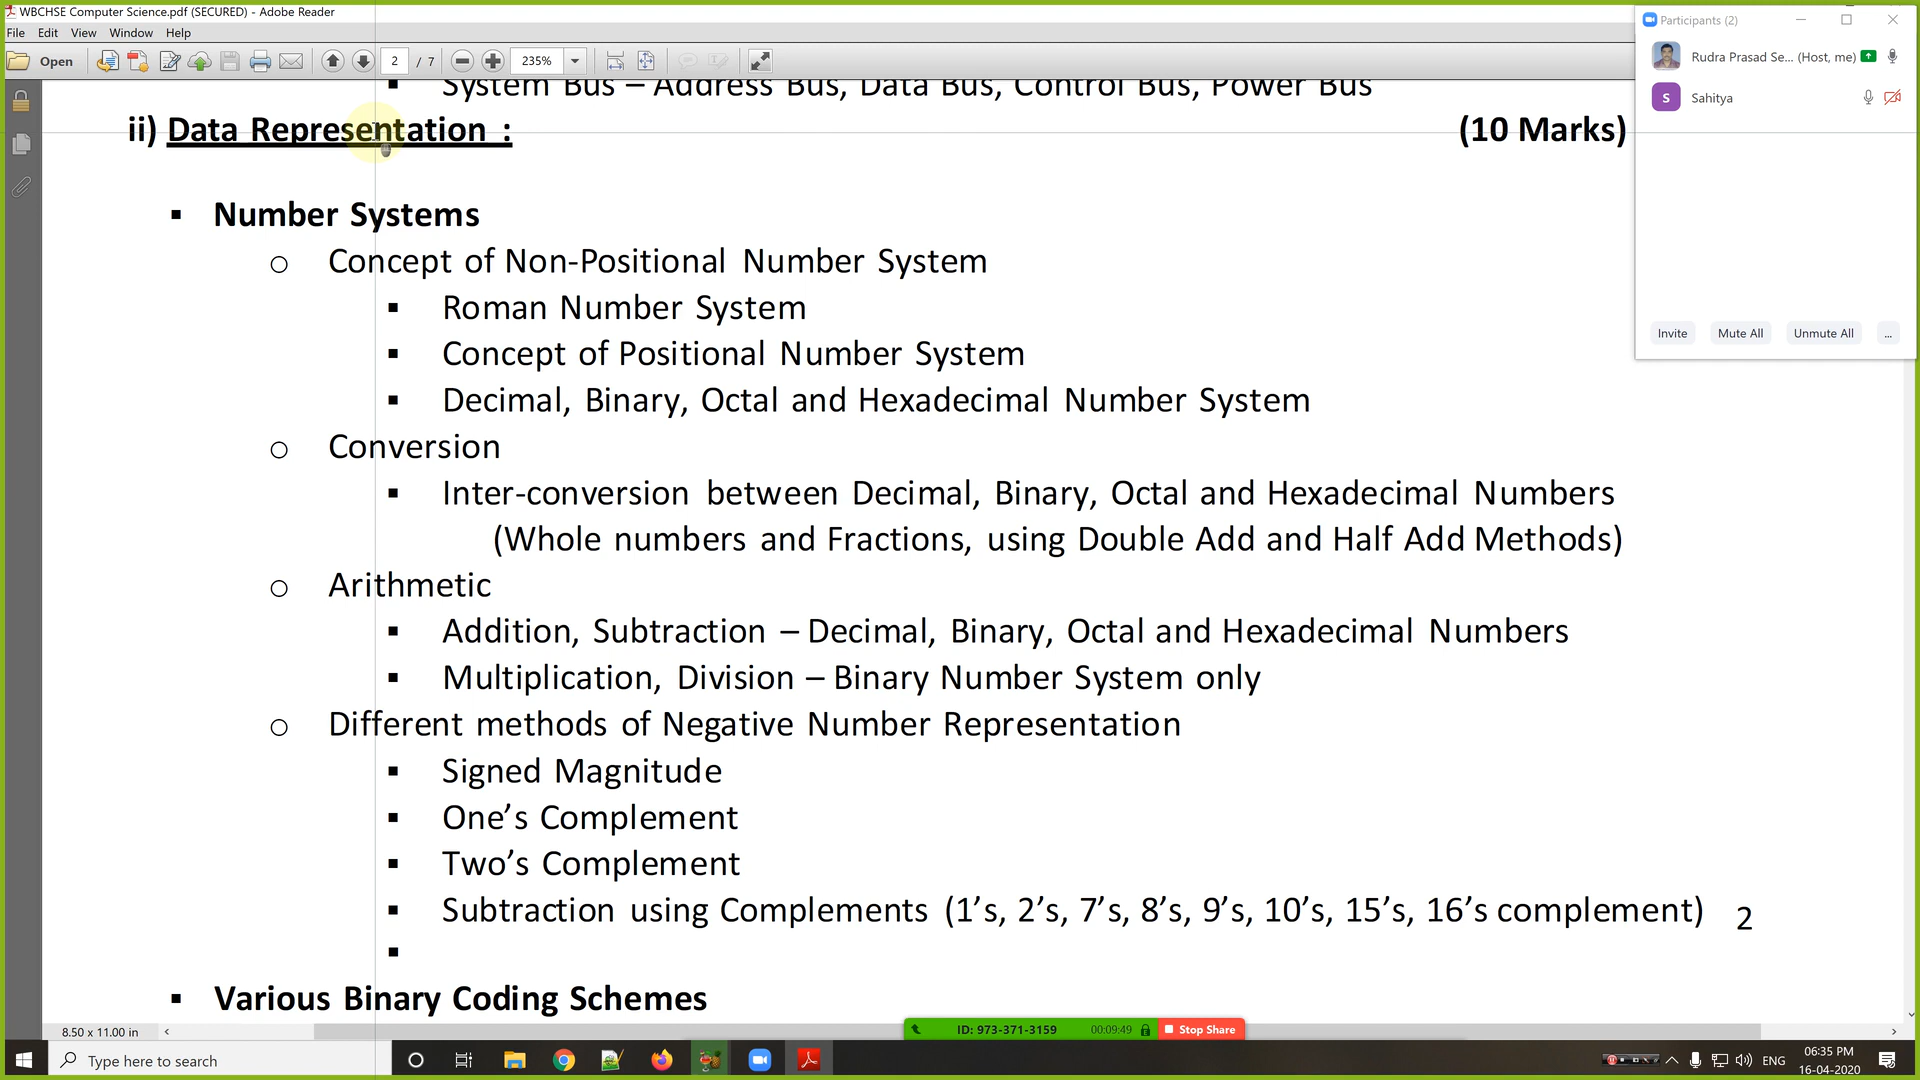 WBCHSE Computer Science.pdf (SECURED) - Adobe Reader
File Edit View Window Help
Open 2 / 7 235%
Participants (2)
Rudra Prasad Se... (Host, me)
S Sahitya
Invite Mute All Unmute All ...
System Bus – Address Bus, Data Bus, Control Bus, Power Bus
ii) Data Representation : (10 Marks)
Number Systems
Concept of Non-Positional Number System
Roman Number System
Concept of Positional Number System
Decimal, Binary, Octal and Hexadecimal Number System
Conversion
Inter-conversion between Decimal, Binary, Octal and Hexadecimal Numbers
(Whole numbers and Fractions, using Double Add and Half Add Methods)
Arithmetic
Addition, Subtraction – Decimal, Binary, Octal and Hexadecimal Numbers
Multiplication, Division – Binary Number System only
Different methods of Negative Number Representation
Signed Magnitude
One’s Complement
Two’s Complement
Subtraction using Complements (1’s, 2’s, 7’s, 8’s, 9’s, 10’s, 15’s, 16’s complement) 2
Various Binary Coding Schemes
8.50 x 11.00 in
ID: 973-371-3159 00:09:49 Stop Share
Type here to search
ENG
06:35 PM
16-04-2020